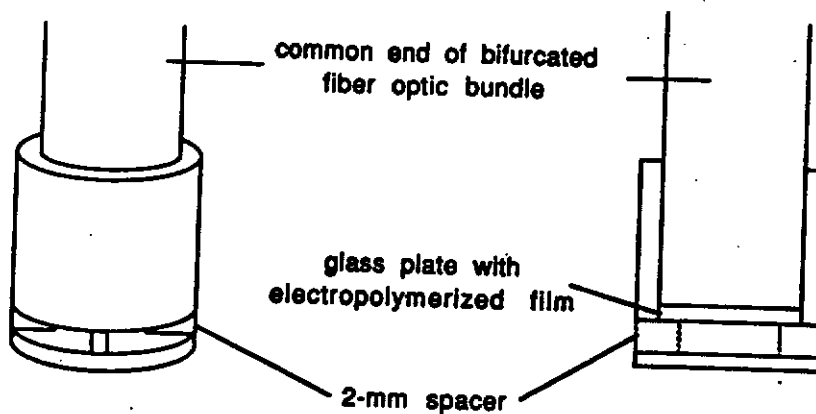 common end of bifurcated
fiber optic bundle
glass plate with
electropolymerized film
2-mm spacer